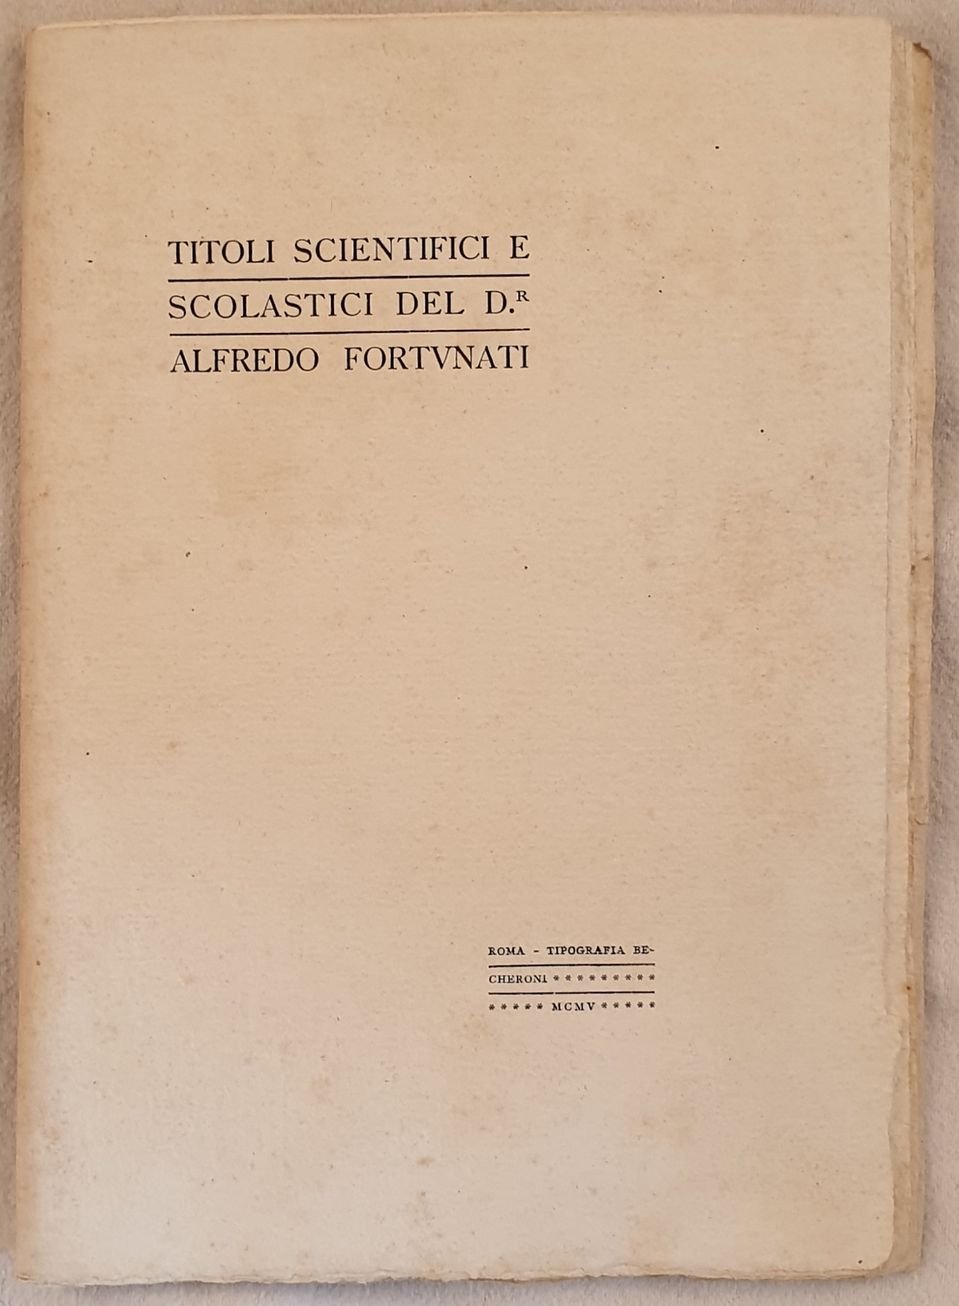 TITOLI SCIENTIFICI E
SCOLASTICI DEL D.ᴿ
ALFREDO FORTVNATI
ROMA - TIPOGRAFIA BE-
CHERONI * * * * * * * * *
* * * * * MCMV * * * * *